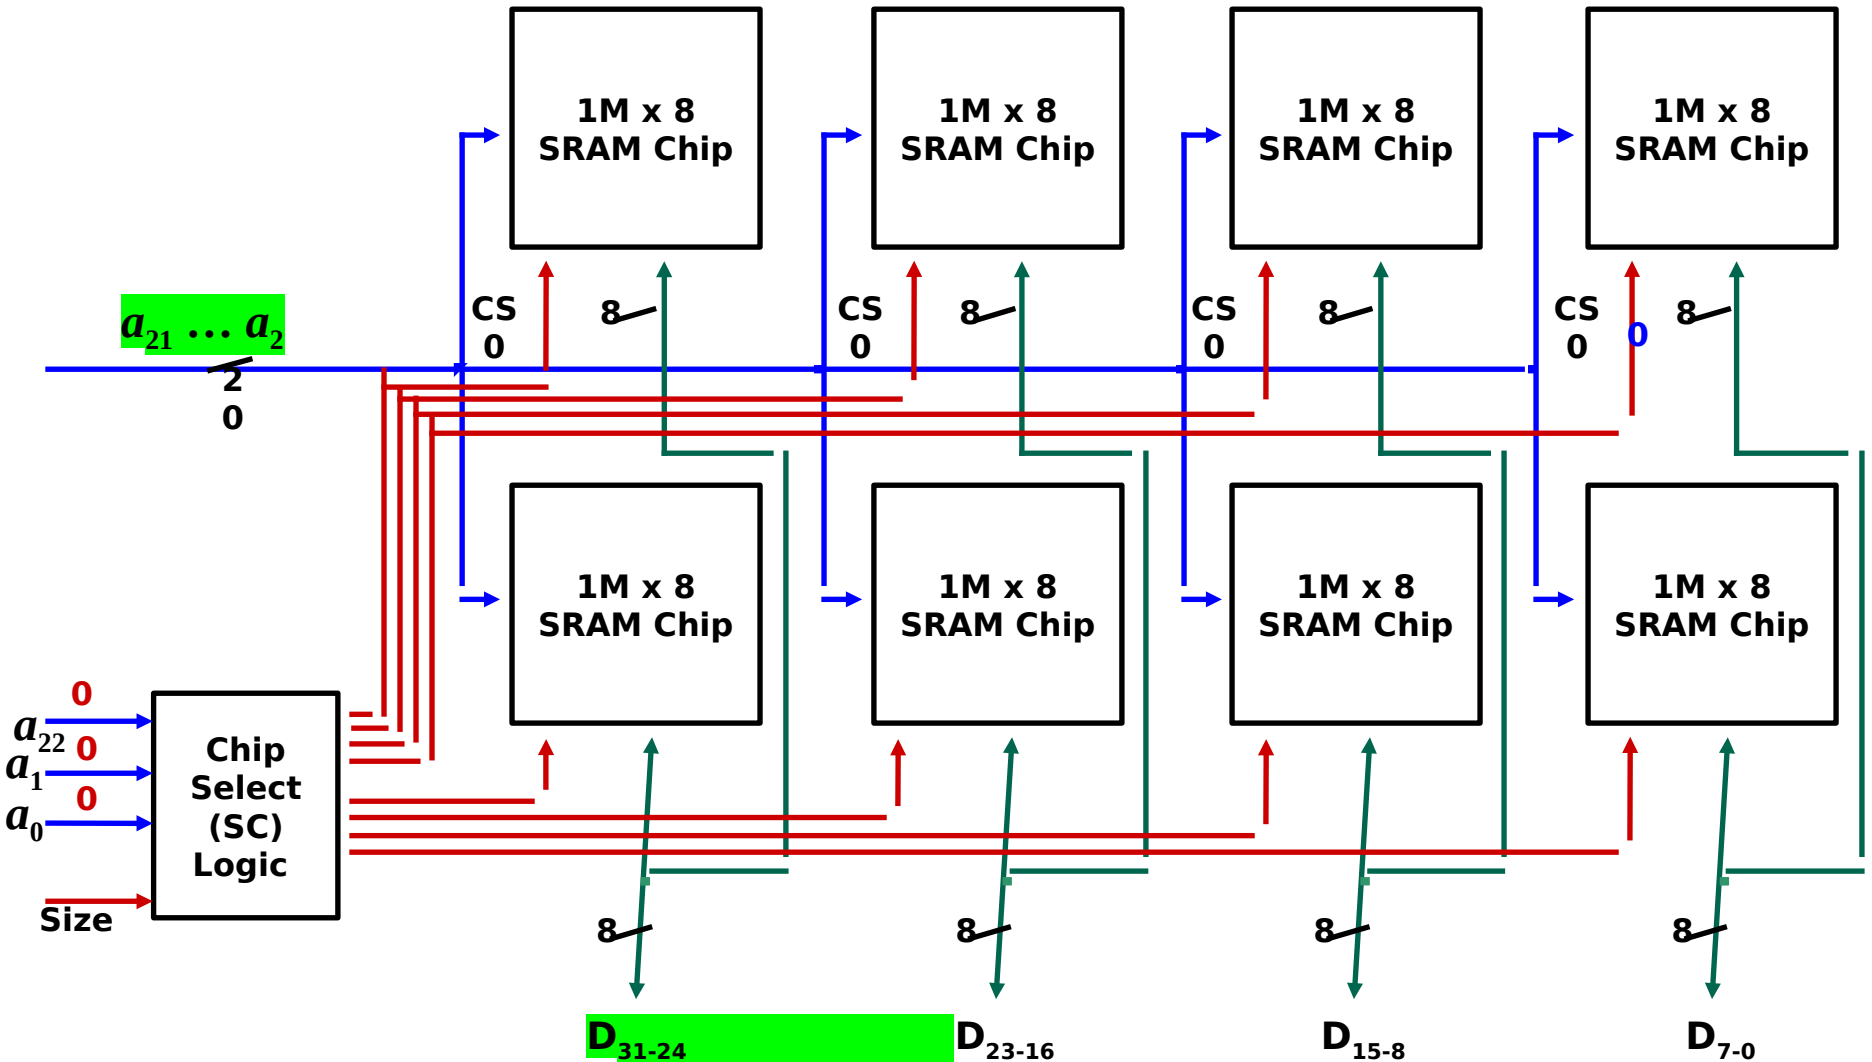 1M x 8
SRAM Chip
1M x 8
SRAM Chip
1M x 8
SRAM Chip
1M x 8
SRAM Chip
a21 … a2
2
0
CS
0
8
CS
0
8
CS
0
8
CS
0
0
8
1M x 8
SRAM Chip
1M x 8
SRAM Chip
1M x 8
SRAM Chip
1M x 8
SRAM Chip
0
a22
0
a1
0
a0
Size
Chip
Select
(SC)
Logic
8
8
8
8
D31-24
D23-16
D15-8
D7-0